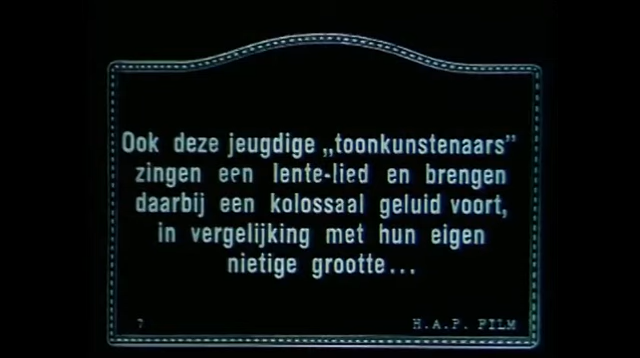 Ook deze jeugdige „toonkunstenaars”
zingen een lente-lied en brengen
daarbij een kolossaal geluid voort,
in vergelijking met hun eigen
nietige grootte...
7 H.A.P. FILM